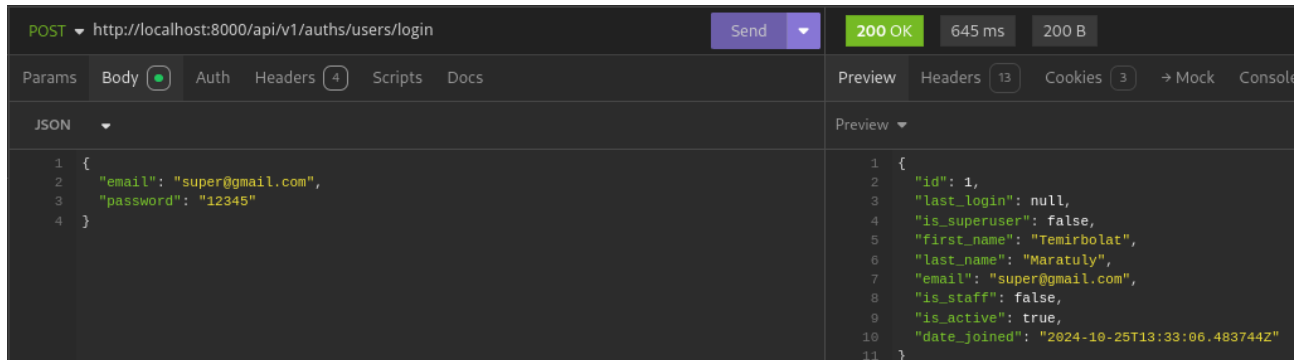 POST http://localhost:8000/api/v1/auths/users/login Send
200 OK 645 ms 200 B
Params Body Auth Headers 4 Scripts Docs
Preview Headers 13 Cookies 3 → Mock Console
JSON
Preview
1 {
2 "email": "super@gmail.com",
3 "password": "12345"
4 }
1 {
2 "id": 1,
3 "last_login": null,
4 "is_superuser": false,
5 "first_name": "Temirbolat",
6 "last_name": "Maratuly",
7 "email": "super@gmail.com",
8 "is_staff": false,
9 "is_active": true,
10 "date_joined": "2024-10-25T13:33:06.483744Z"
11 }